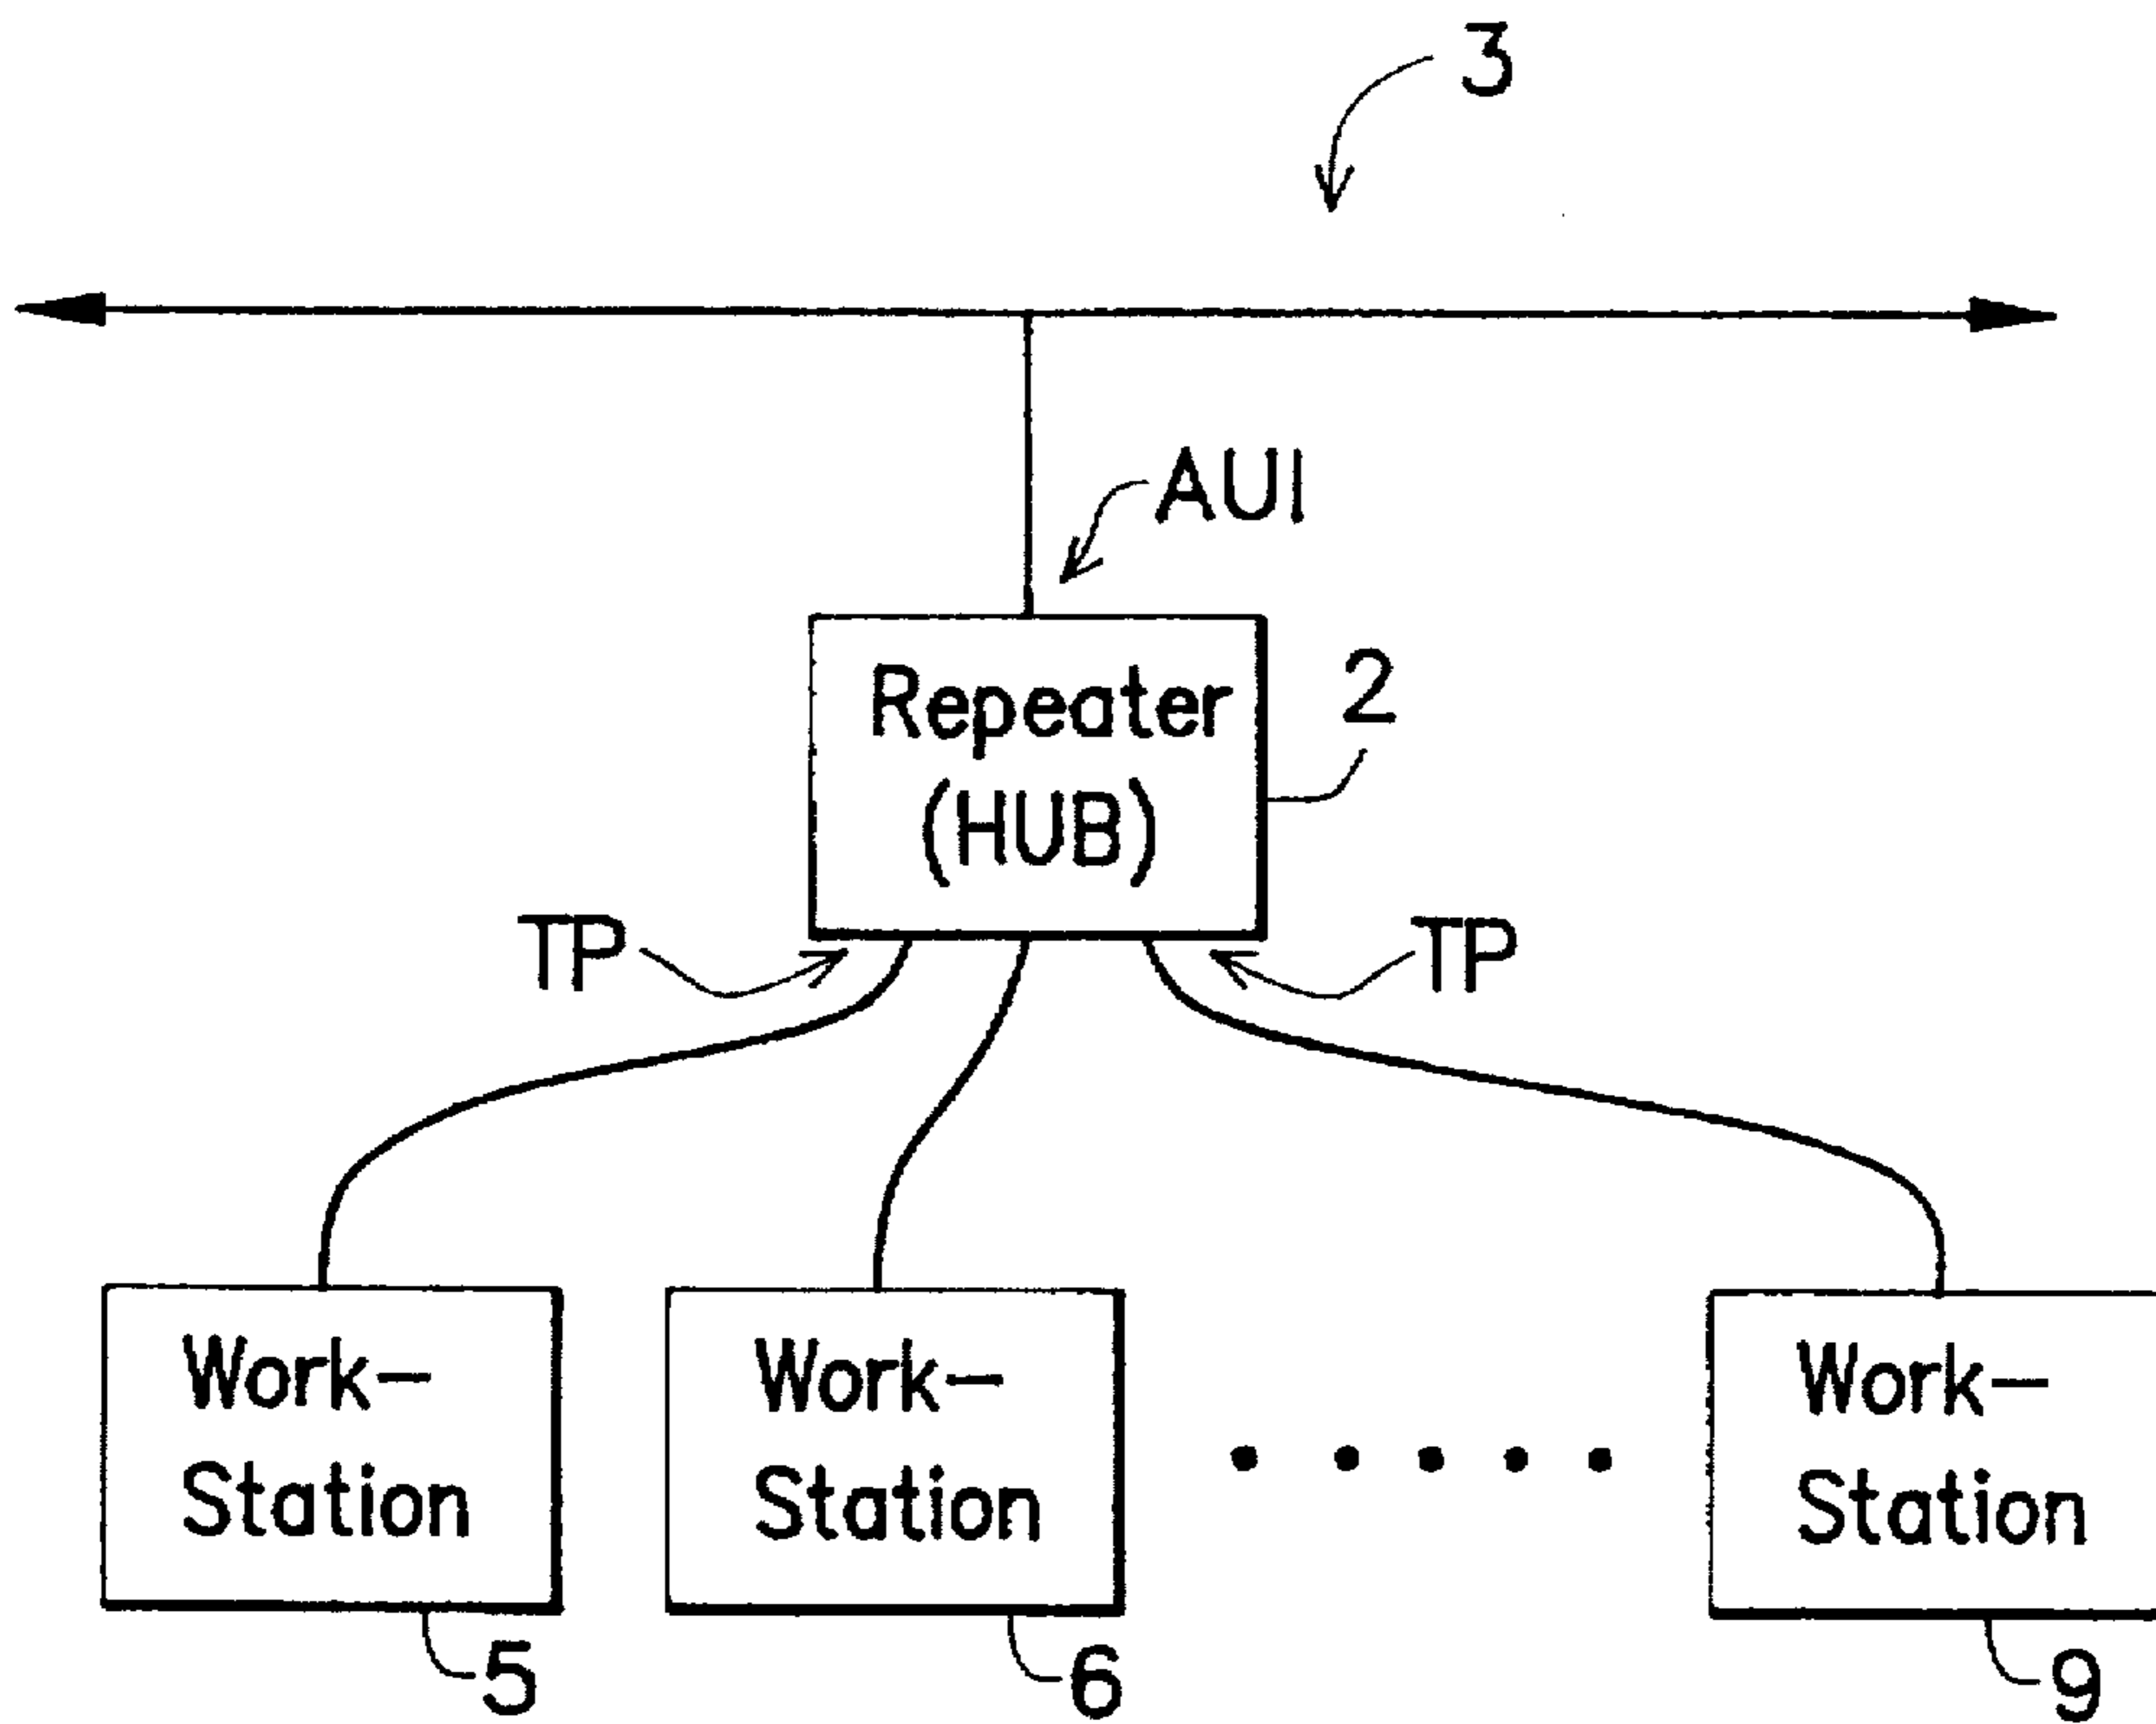 3
AUI
Repeater
(HUB)
2
TP
TP
Work-
Station
Work-
Station
Work-
Station
5
6
9